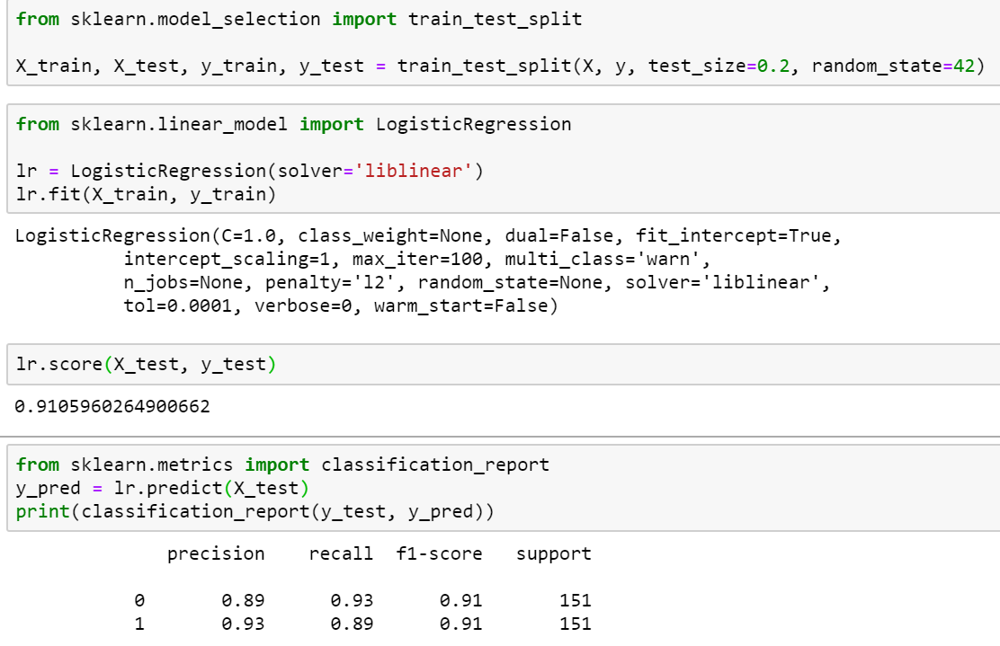 from sklearn.model_selection import train_test_split
X_train, X_test, y_train, y_test = train_test_split(X, y, test_size=0.2, random_state=42)
from sklearn.linear_model import LogisticRegression
lr = LogisticRegression(solver='liblinear')
lr.fit(X_train, y_train)
LogisticRegression(C=1.0, class_weight=None, dual=False, fit_intercept=True,
intercept_scaling=1, max_iter=100, multi_class='warn',
n_jobs=None, penalty='l2', random_state=None, solver='liblinear',
tol=0.0001, verbose=0, warm_start=False)
lr.score(X_test, y_test)
0.9105960264900662
from sklearn.metrics import classification_report
y_pred = lr.predict(X_test)
print(classification_report(y_test, y_pred))
precision recall f1-score support
0 0.89 0.93 0.91 151
1 0.93 0.89 0.91 151